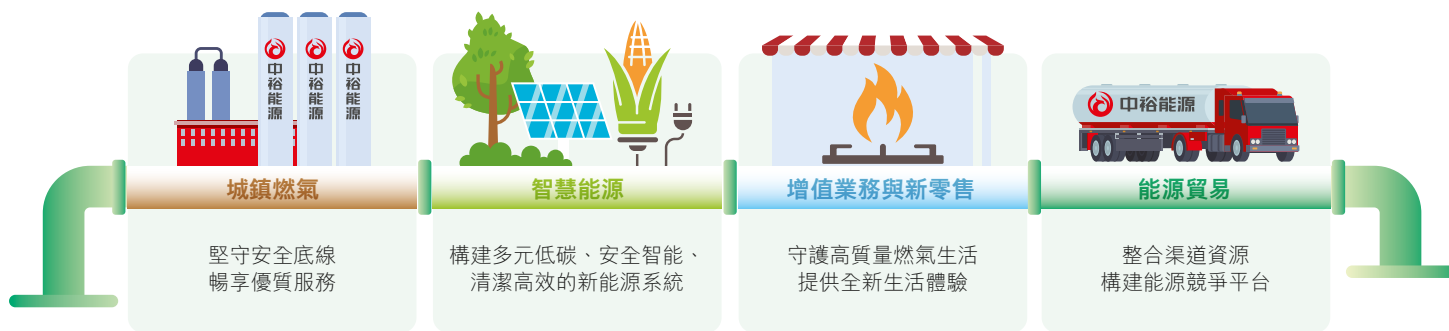 中裕能源
中裕能源
中裕能源
中裕能源
城鎮燃氣
智慧能源
增值業務與新零售
能源貿易
堅守安全底線
暢享優質服務
構建多元低碳、安全智能、
清潔高效的新能源系統
守護高質量燃氣生活
提供全新生活體驗
整合渠道資源
構建能源競爭平台